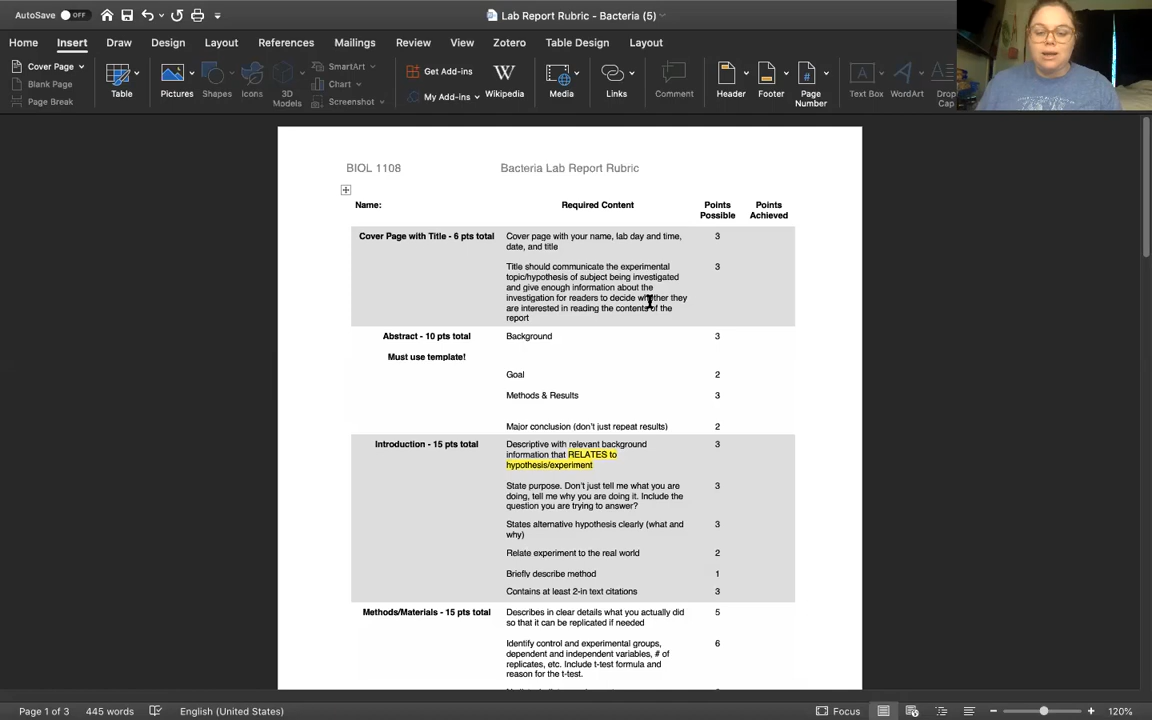 AutoSave OFF
Lab Report Rubric - Bacteria (5)
Home Insert Draw Design Layout References Mailings Review View Zotero Table Design Layout
Cover Page
Blank Page
Page Break
Table
Pictures
Shapes
Icons
3D
Models
SmartArt
Chart
Screenshot
Get Add-ins
My Add-ins
W
Wikipedia
Media
Links
Comment
Header
Footer
Page
Number
Text Box
WordArt
Drop
Cap
BIOL 1108 Bacteria Lab Report Rubric
Name: Required Content Points Points
Possible Achieved
Cover Page with Title - 6 pts total Cover page with your name, lab day and time, 3
date, and title
Title should communicate the experimental 3
topic/hypothesis of subject being investigated
and give enough information about the
investigation for readers to decide whether they
are interested in reading the contents of the
report
Abstract - 10 pts total Background 3
Must use template!
Goal 2
Methods & Results 3
Major conclusion (don't just repeat results) 2
Introduction - 15 pts total Descriptive with relevant background 3
information that RELATES to
hypothesis/experiment
State purpose. Don't just tell me what you are 3
doing, tell me why you are doing it. Include the
question you are trying to answer?
States alternative hypothesis clearly (what and 3
why)
Relate experiment to the real world 2
Briefly describe method 1
Contains at least 2-in text citations 3
Methods/Materials - 15 pts total Describes in clear details what you actually did 5
so that it can be replicated if needed
Identify control and experimental groups, 6
dependent and independent variables, # of
replicates, etc. Include t-test formula and
reason for the t-test.
Page 1 of 3 445 words English (United States) Focus 120%